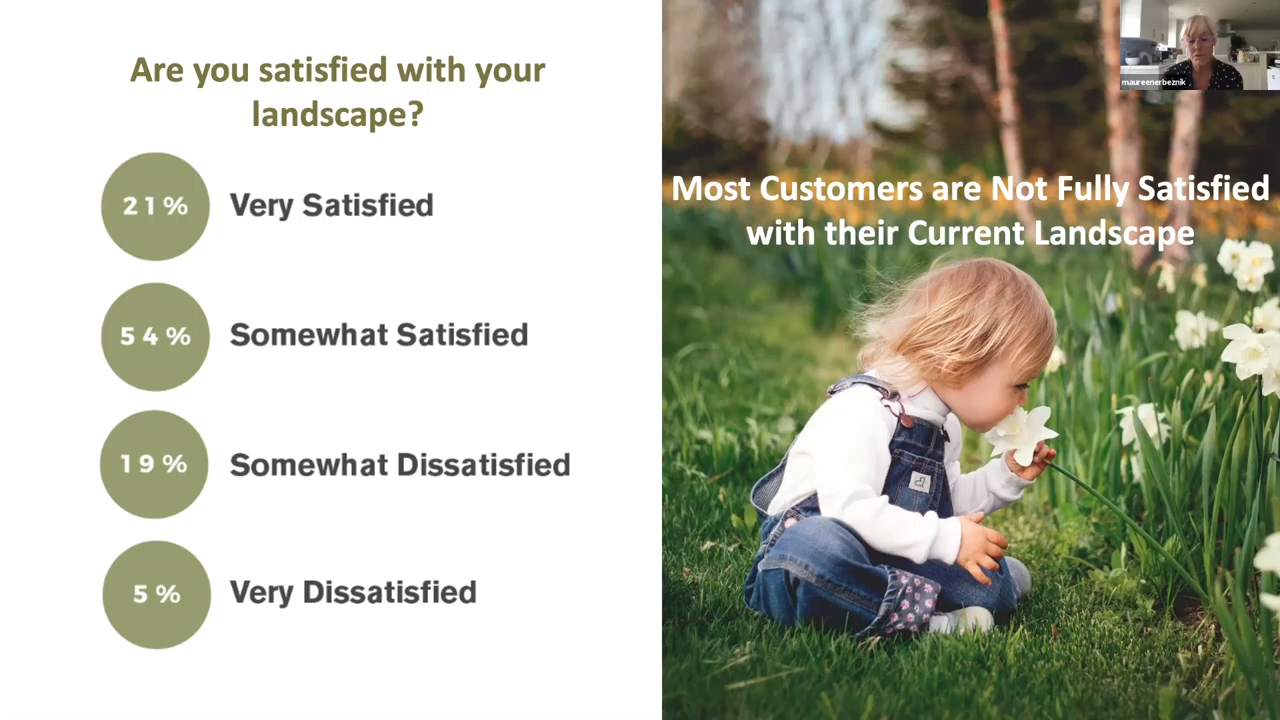 Are you satisfied with your
landscape?
21%
Very Satisfied
54%
Somewhat Satisfied
19%
Somewhat Dissatisfied
5%
Very Dissatisfied
maureenerbeznik
Most Customers are Not Fully Satisfied
with their Current Landscape